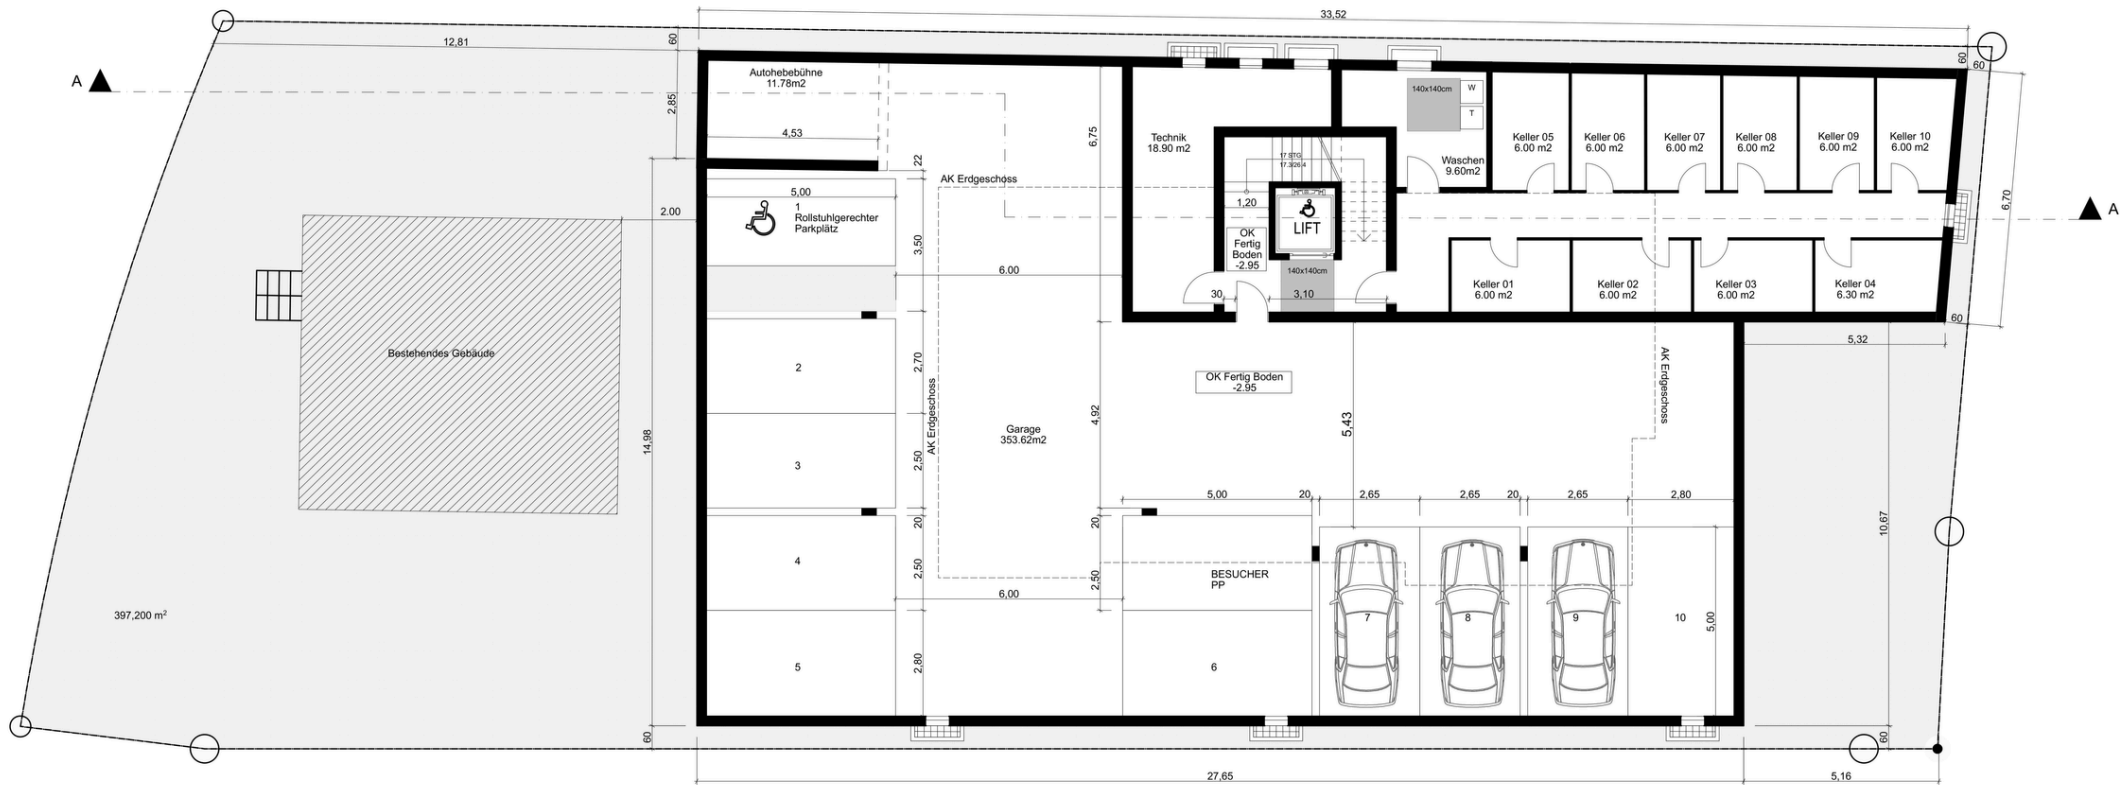 33,52
12,81
60
60
60
A
Autohebebühne
11.78m2
2,85
4,53
6,75
22
Technik
18.90 m2
140x140cm
W
T
Waschen
9.60m2
Keller 05
6.00 m2
Keller 06
6.00 m2
Keller 07
6.00 m2
Keller 08
6.00 m2
Keller 09
6.00 m2
Keller 10
6.00 m2
6,70
A
17 STG
17.3/26.4
AK Erdgeschoss
5,00
1
Rollstuhlgerechter
Parkplätz
2.00
3,50
1,20
LIFT
OK
Fertig
Boden
-2.95
140x140cm
30
3,10
6.00
Keller 01
6.00 m2
Keller 02
6.00 m2
Keller 03
6.00 m2
Keller 04
6.30 m2
60
5,32
Bestehendes Gebäude
2
2,70
AK Erdgeschoss
OK Fertig Boden
-2.95
AK Erdgeschoss
14,98
Garage
353.62m2
4,92
5,43
3
2,50
5,00
20
2,65
2,65
20
2,65
2,80
20
20
10,67
4
2,50
6,00
2,50
BESUCHER
PP
397,200 m²
7
8
9
10
5,00
5
2,80
6
60
60
27,65
5,16